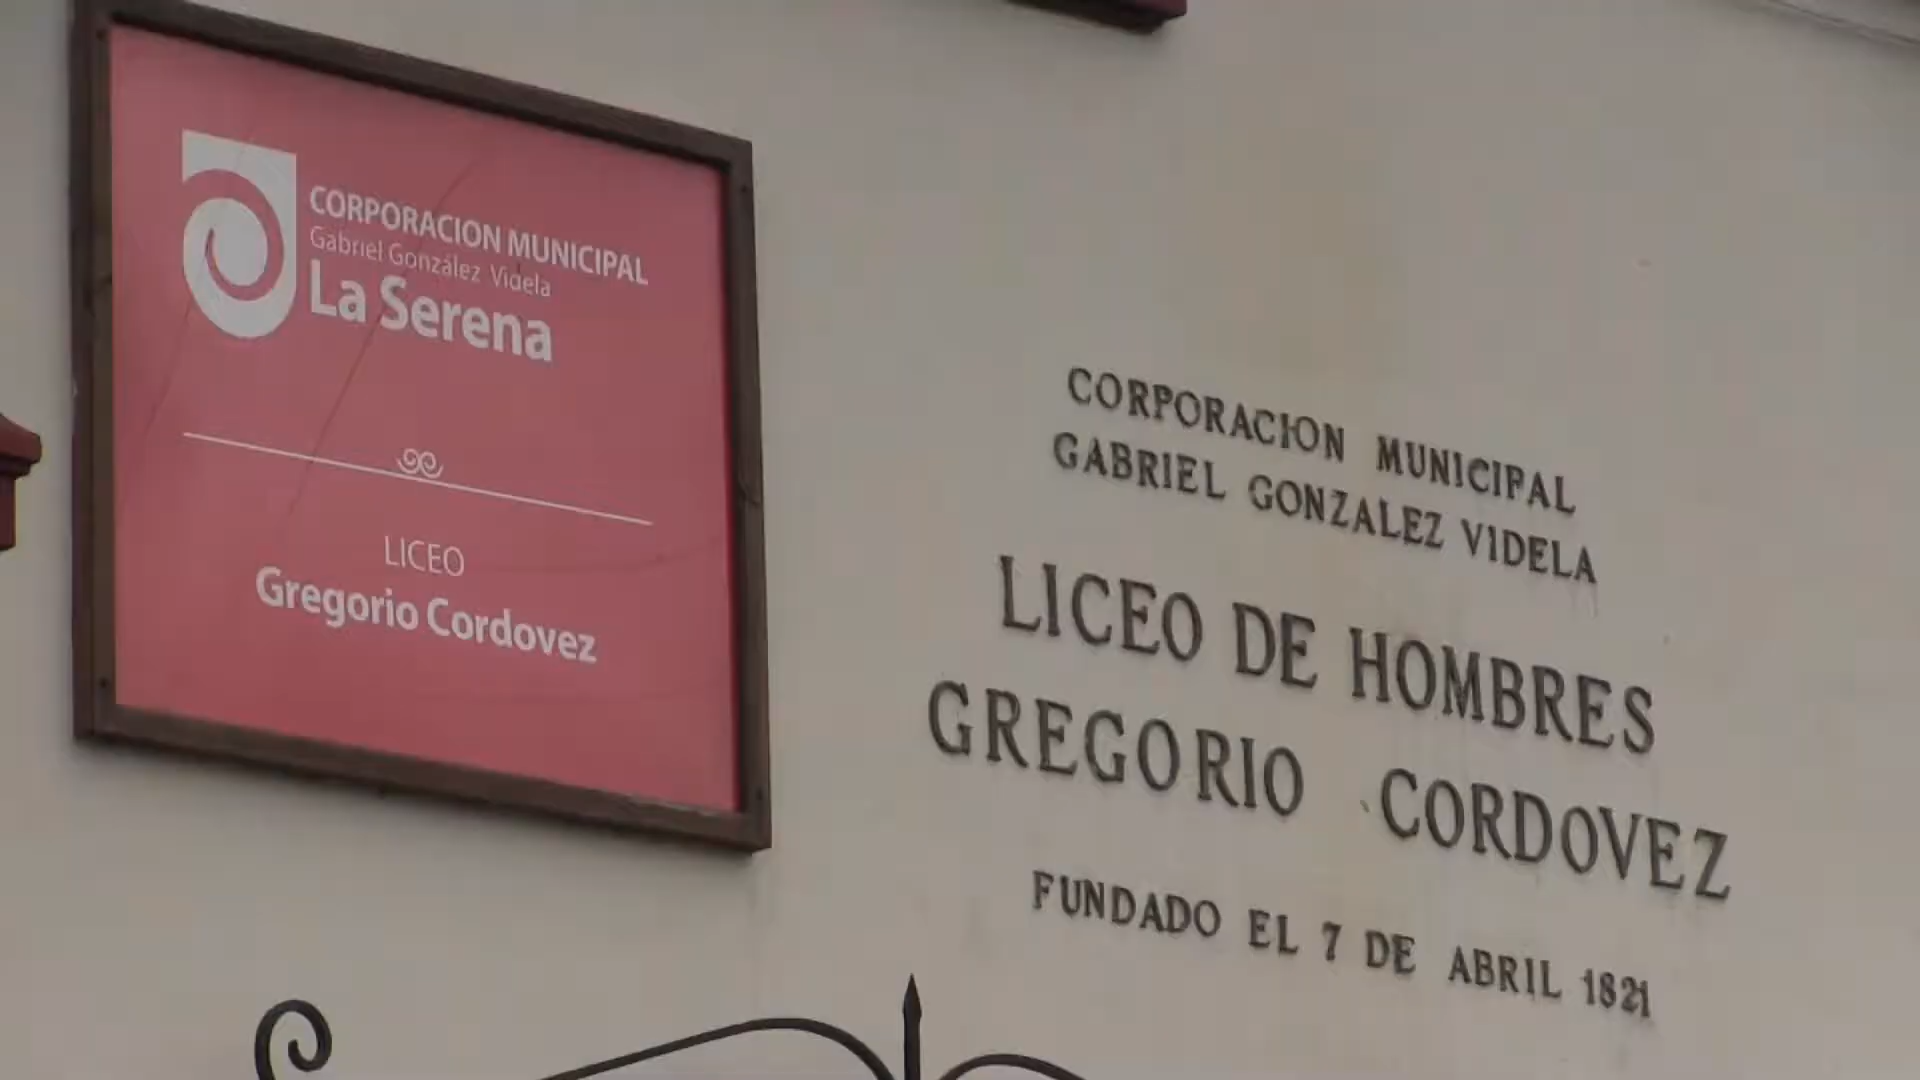 CORPORACION MUNICIPAL
Gabriel González Videla
La Serena
LICEO
Gregorio Cordovez
CORPORACION MUNICIPAL
GABRIEL GONZALEZ VIDELA
LICEO DE HOMBRES
GREGORIO CORDOVEZ
FUNDADO EL 7 DE ABRIL 1821